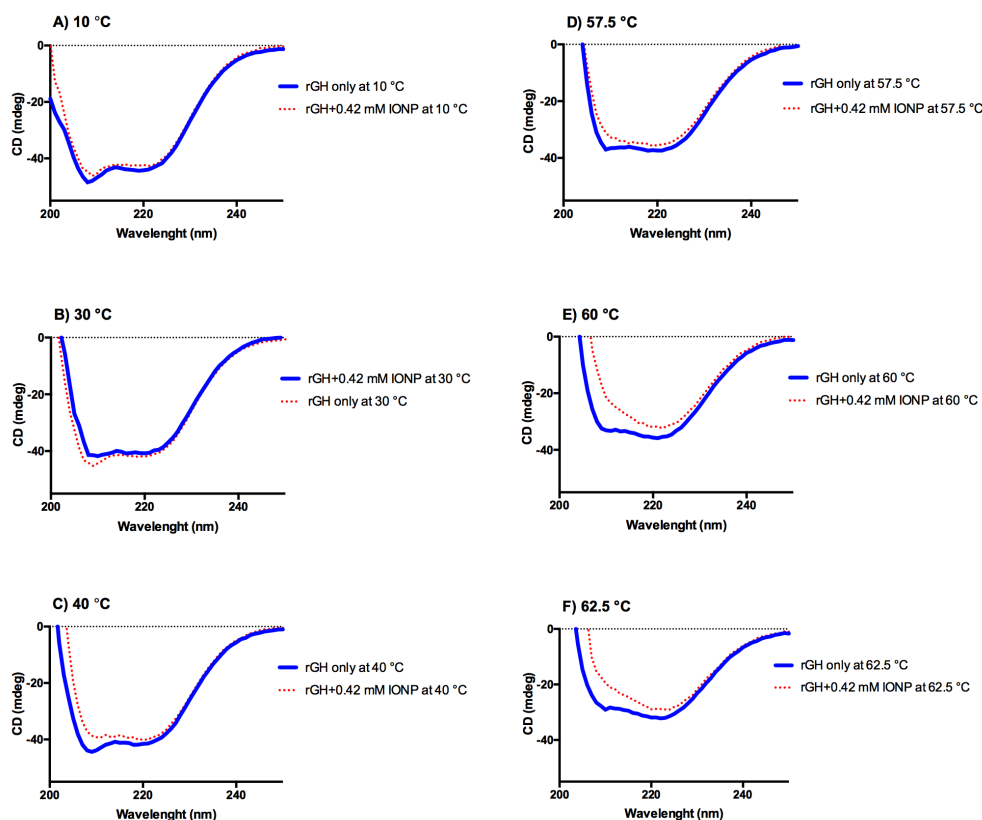 A) 10 °C
0
-20
-40
CD (mdeg)
200
220
240
Wavelenght (nm)
rGH only at 10 °C
rGH+0.42 mM IONP at 10 °C
B) 30 °C
0
-20
-40
CD (mdeg)
200
220
240
Wavelenght (nm)
rGH+0.42 mM IONP at 30 °C
rGH only at 30 °C
C) 40 °C
0
-20
-40
CD (mdeg)
200
220
240
Wavelenght (nm)
rGH only at 40 °C
rGH+0.42 mM IONP at 40 °C
D) 57.5 °C
0
-20
-40
CD (mdeg)
200
220
240
Wavelenght (nm)
rGH only at 57.5 °C
rGH+0.42 mM IONP at 57.5 °C
E) 60 °C
0
-20
-40
CD (mdeg)
200
220
240
Wavelenght (nm)
rGH only at 60 °C
rGH+0.42 mM IONP at 60 °C
F) 62.5 °C
0
-20
-40
CD (mdeg)
200
220
240
Wavelenght (nm)
rGH only at 62.5 °C
rGH+0.42 mM IONP at 62.5 °C